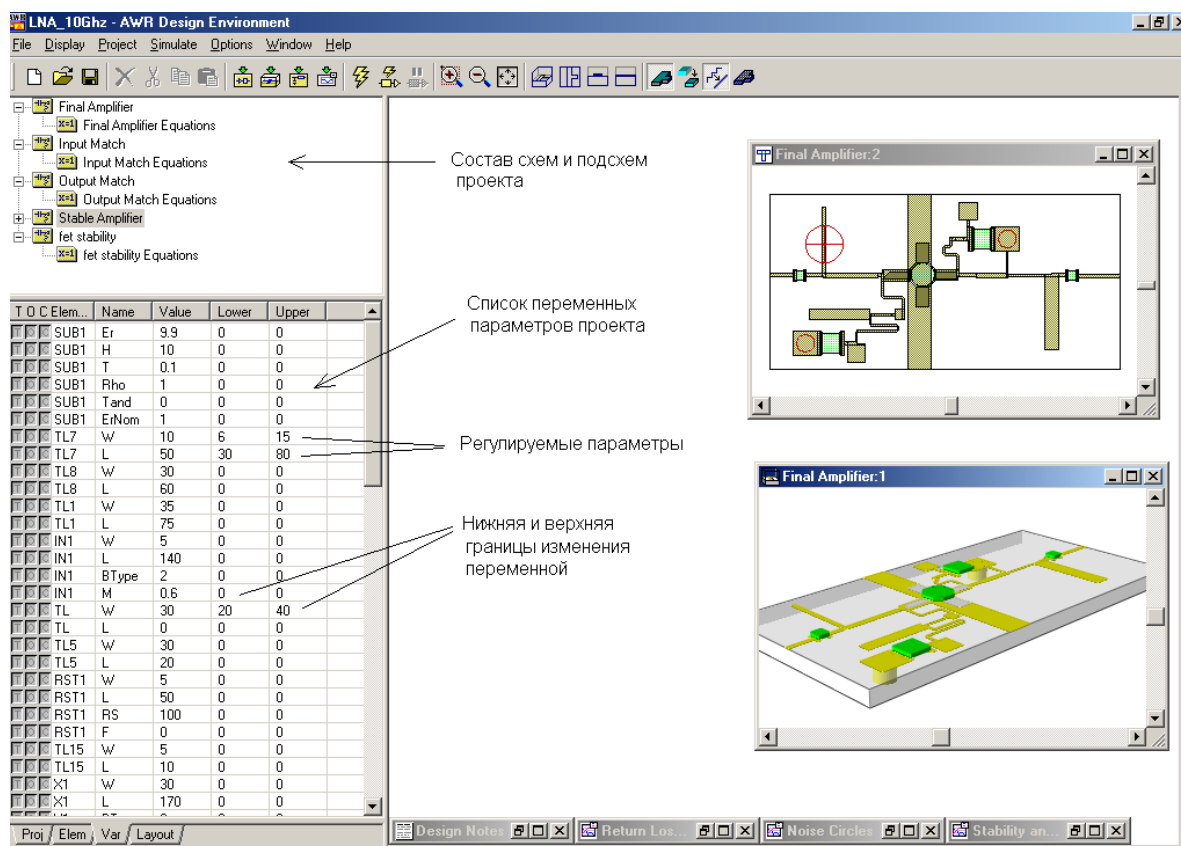 LNA_10Ghz - AWR Design Environment
File Display Project Simulate Options Window Help
Final Amplifier
X=1 Final Amplifier Equations
Input Match
X=1 Input Match Equations
Output Match
X=1 Output Match Equations
Stable Amplifier
fet stability
X=1 fet stability Equations
Состав схем и подсхем
проекта
T O C Elem... Name Value Lower Upper
T O C SUB1 Er 9.9 0 0
T O C SUB1 H 10 0 0
T O C SUB1 T 0.1 0 0
T O C SUB1 Rho 1 0 0
T O C SUB1 Tand 0 0 0
T O C SUB1 ErNom 1 0 0
T O C TL7 W 10 6 15
T O C TL7 L 50 30 80
T O C TL8 W 30 0 0
T O C TL8 L 60 0 0
T O C TL1 W 35 0 0
T O C TL1 L 75 0 0
T O C IN1 W 5 0 0
T O C IN1 L 140 0 0
T O C IN1 BType 2 0 0
T O C IN1 M 0.6 0 0
T O C TL W 30 20 40
T O C TL L 0 0 0
T O C TL5 W 30 0 0
T O C TL5 L 20 0 0
T O C RST1 W 5 0 0
T O C RST1 L 50 0 0
T O C RST1 RS 100 0 0
T O C RST1 F 0 0 0
T O C TL15 W 5 0 0
T O C TL15 L 10 0 0
T O C X1 W 30 0 0
T O C X1 L 170 0 0
Proj Elem Var Layout
Список переменных
параметров проекта
Регулируемые параметры
Нижняя и верхняя
границы изменения
переменной
Final Amplifier:2
Final Amplifier:1
Design Notes
Return Los...
Noise Circles
Stability an...